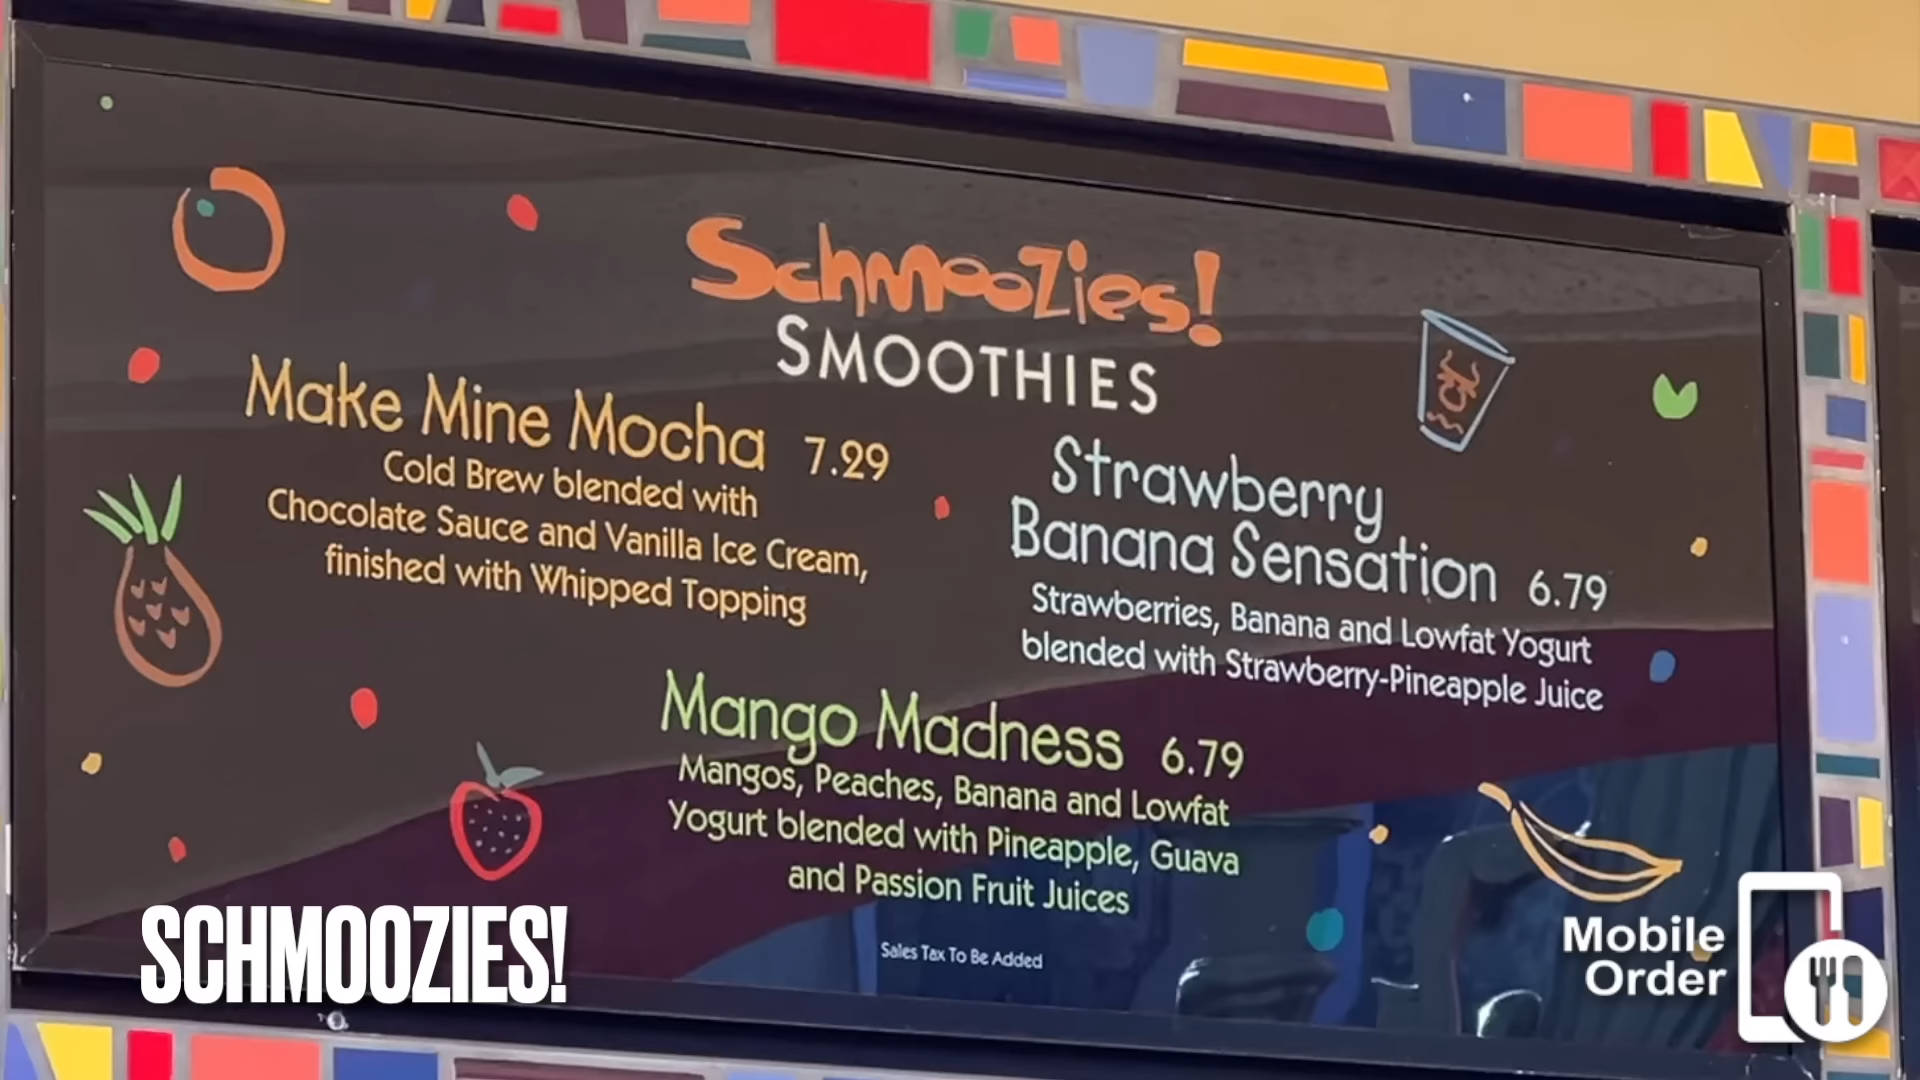 Schmoozies!
SMOOTHIES
Make Mine Mocha 7.29
Cold Brew blended with
Chocolate Sauce and Vanilla Ice Cream,
finished with Whipped Topping
Strawberry
Banana Sensation 6.79
Strawberries, Banana and Lowfat Yogurt
blended with Strawberry-Pineapple Juice
Mango Madness 6.79
Mangos, Peaches, Banana and Lowfat
Yogurt blended with Pineapple, Guava
and Passion Fruit Juices
Sales Tax To Be Added
SCHMOOZIES!
Mobile
Order